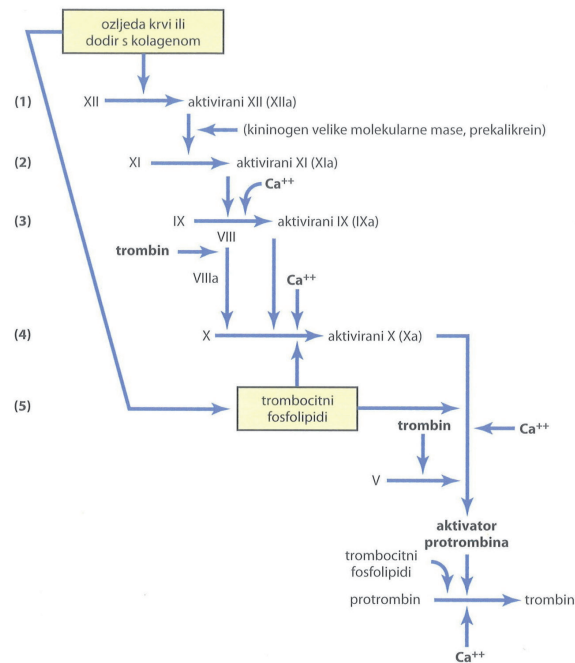 ozljeda krvi ili
dodir s kolagenom
(1) XII aktivirani XII (XIIa)
(kininogen velike molekularne mase, prekalikrein)
(2) XI aktivirani XI (XIa)
Ca++
(3) IX aktivirani IX (IXa)
VIII
trombin
VIIIa
Ca++
(4) X aktivirani X (Xa)
(5)
trombocitni
fosfolipidi
trombin
Ca++
V
aktivator
protrombina
trombocitni
fosfolipidi
protrombin trombin
Ca++